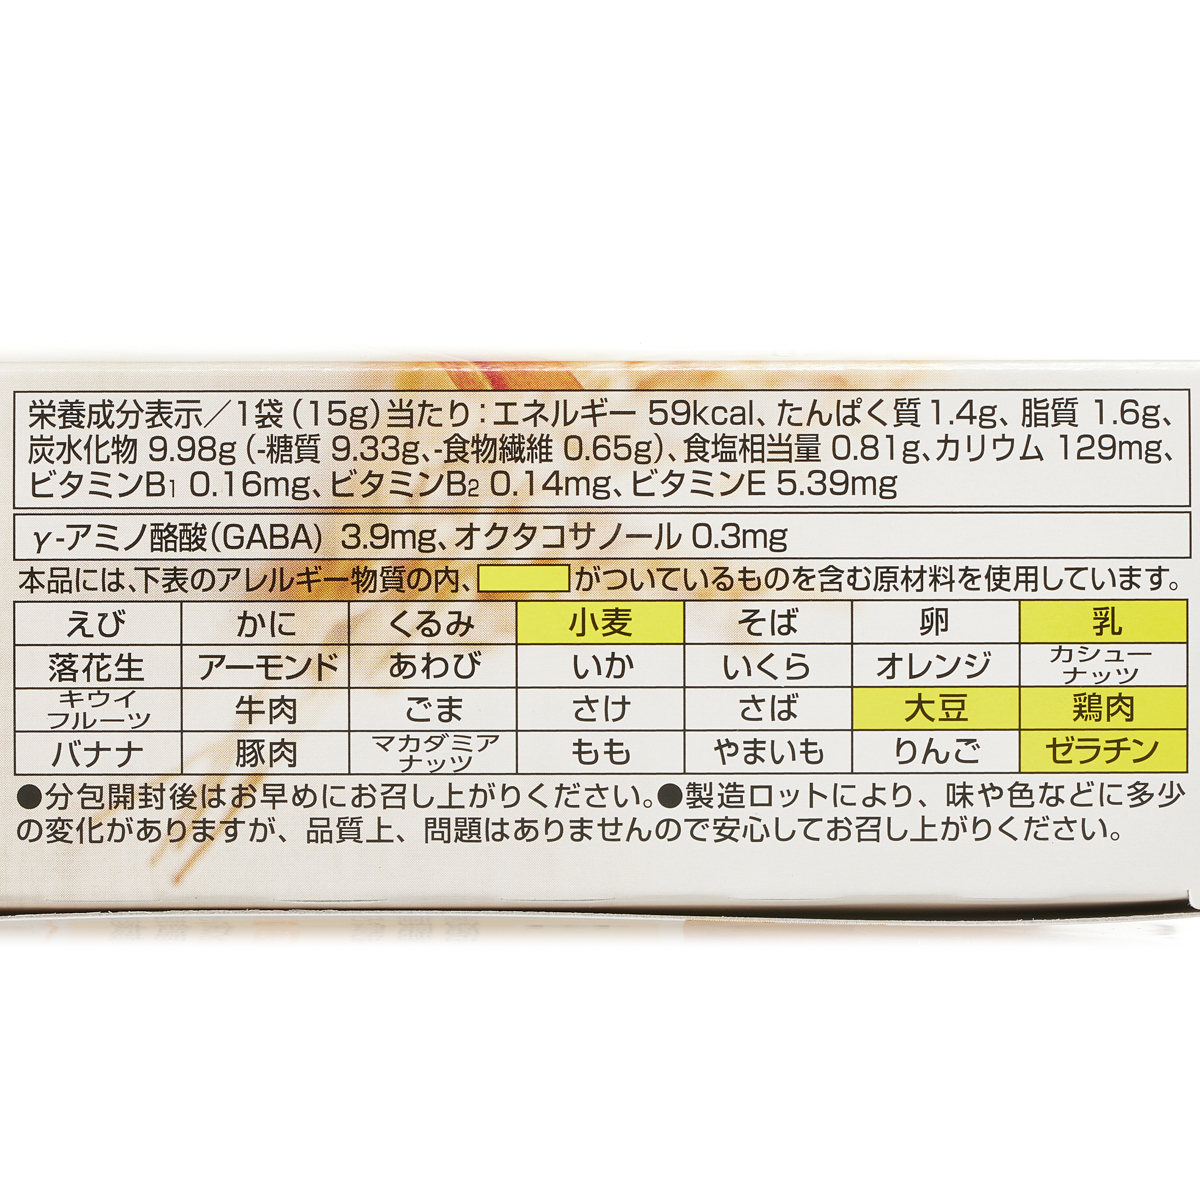 栄養成分表示／1袋(15g)当たり：エネルギー 59kcal、たんぱく質1.4g、脂質 1.6g、
炭水化物 9.98g(-糖質 9.33g、-食物繊維 0.65g)、食塩相当量 0.81g、カリウム 129mg、
ビタミンB1 0.16mg、ビタミンB2 0.14mg、ビタミンE 5.39mg
γ-アミノ酪酸(GABA) 3.9mg、オクタコサノール 0.3mg
本品には、下表のアレルギー物質の内、がついているものを含む原材料を使用しています。
えび かに くるみ 小麦 そば 卵 乳
落花生 アーモンド あわび いか いくら オレンジ カシューナッツ
キウイフルーツ 牛肉 ごま さけ さば 大豆 鶏肉
バナナ 豚肉 マカダミアナッツ もも やまいも りんご ゼラチン
●分包開封後はお早めにお召し上がりください。●製造ロットにより、味や色などに多少
の変化がありますが、品質上、問題はありませんので安心してお召し上がりください。